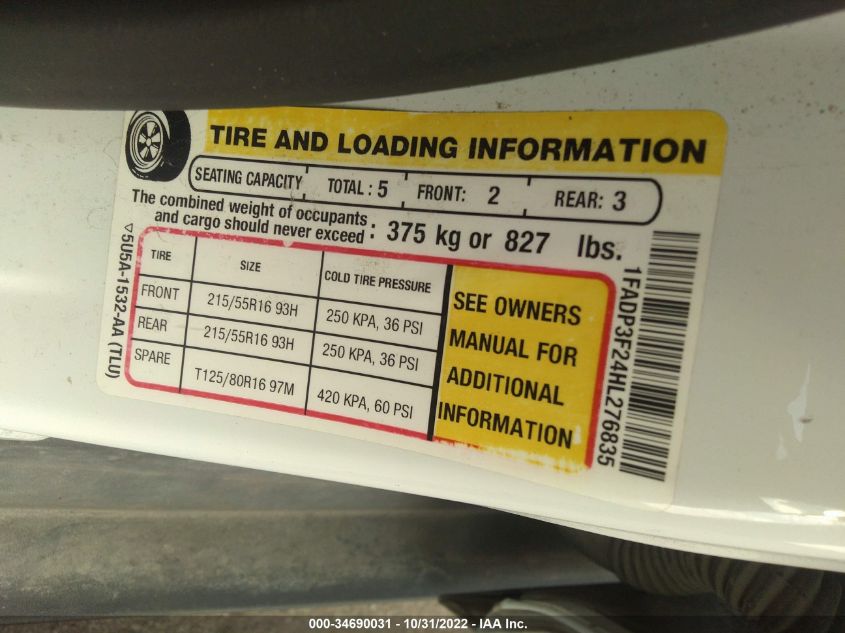 TIRE AND LOADING INFORMATION
SEATING CAPACITY TOTAL : 5 FRONT: 2 REAR: 3
The combined weight of occupants
and cargo should never exceed : 375 kg or 827 lbs.
TIRE SIZE COLD TIRE PRESSURE
FRONT 215/55R16 93H 250 KPA, 36 PSI
REAR 215/55R16 93H 250 KPA, 36 PSI
SPARE T125/80R16 97M 420 KPA, 60 PSI
SEE OWNERS
MANUAL FOR
ADDITIONAL
INFORMATION
5U5A-1532-AA (TLU)
1FADP3F24HL276835
000-34690031 - 10/31/2022 - IAA Inc.